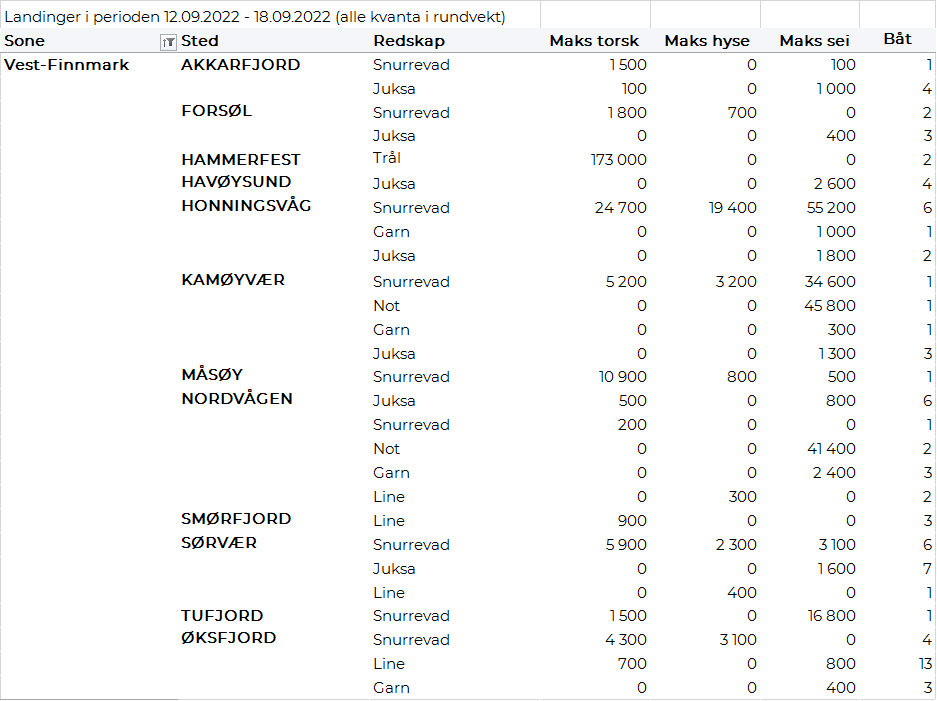 Landinger i perioden 12.09.2022 - 18.09.2022 (alle kvanta i rundvekt)
Sone Sted Redskap Maks torsk Maks hyse Maks sei Båt
Vest-Finnmark AKKARFJORD Snurrevad 1 500 0 100 1
Juksa 100 0 1 000 4
FORSØL Snurrevad 1 800 700 0 2
Juksa 0 0 400 3
HAMMERFEST Trål 173 000 0 0 2
HAVØYSUND Juksa 0 0 2 600 4
HONNINGSVÅG Snurrevad 24 700 19 400 55 200 6
Garn 0 0 1 000 1
Juksa 0 0 1 800 2
KAMØYVÆR Snurrevad 5 200 3 200 34 600 1
Not 0 0 45 800 1
Garn 0 0 300 1
Juksa 0 0 1 300 3
MÅSØY Snurrevad 10 900 800 500 1
NORDVÅGEN Juksa 500 0 800 6
Snurrevad 200 0 0 1
Not 0 0 41 400 2
Garn 0 0 2 400 3
Line 0 300 0 2
SMØRFJORD Line 900 0 0 3
SØRVÆR Snurrevad 5 900 2 300 3 100 6
Juksa 0 0 1 600 7
Line 0 400 0 1
TUFJORD Snurrevad 1 500 0 16 800 1
ØKSFJORD Snurrevad 4 300 3 100 0 4
Line 700 0 800 13
Garn 0 0 400 3